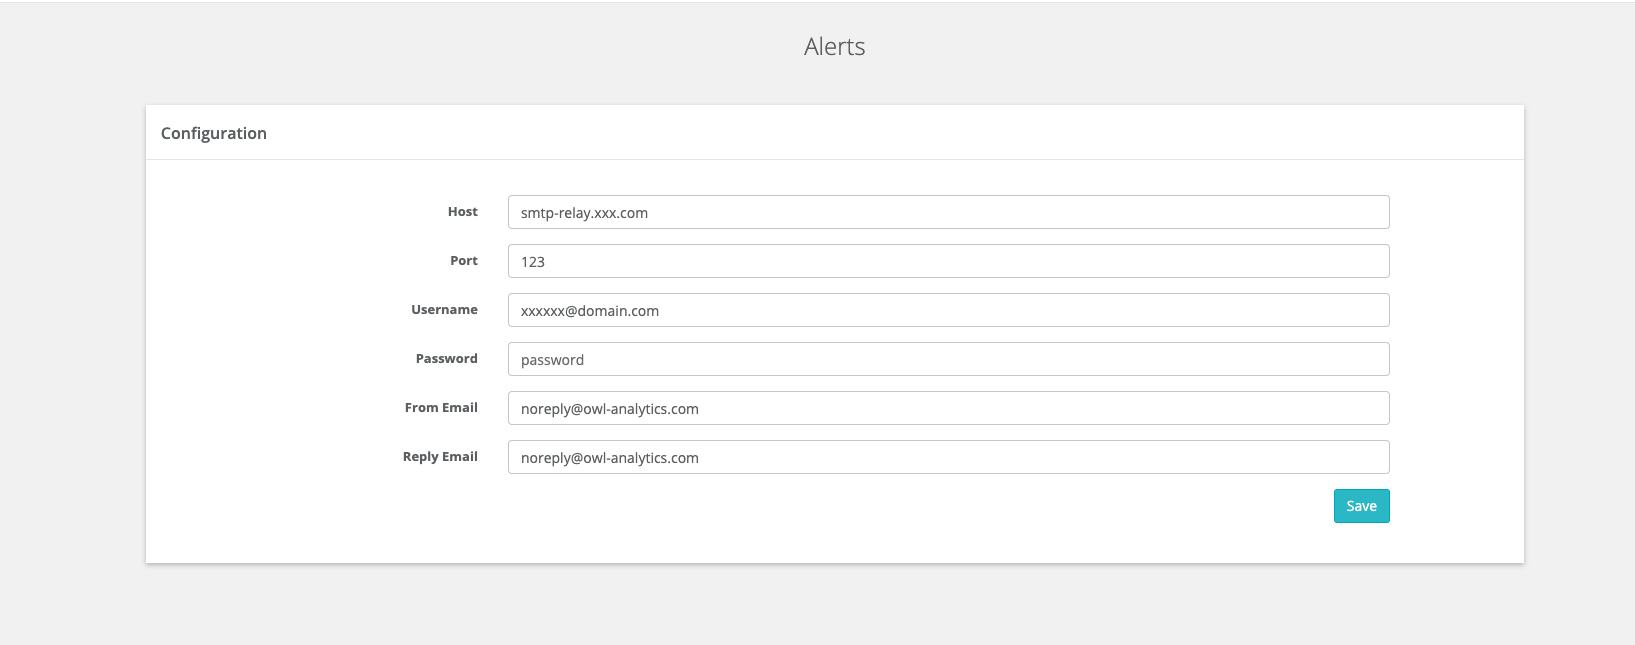 Alerts
Configuration
Host smtp-relay.xxx.com
Port 123
Username xxxxxx@domain.com
Password password
From Email noreply@owl-analytics.com
Reply Email noreply@owl-analytics.com
Save